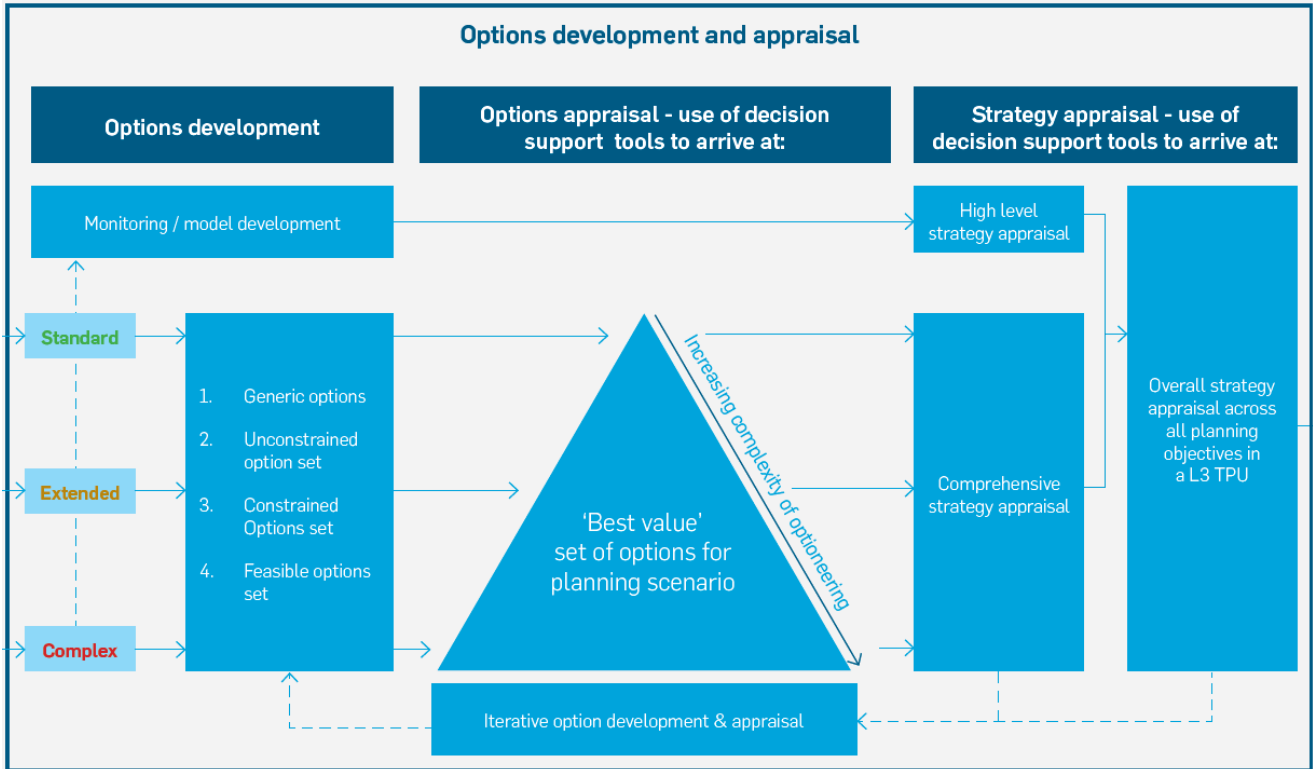 Options development and appraisal
Options development
Options appraisal - use of decision
support tools to arrive at:
Strategy appraisal - use of
decision support tools to arrive at:
Monitoring / model development
High level
strategy appraisal
Standard
Extended
Complex
1. Generic options
2. Unconstrained
option set
3. Constrained
Options set
4. Feasible options
set
'Best value'
set of options for
planning scenario
Increasing complexity of optioneering
Comprehensive
strategy appraisal
Overall strategy
appraisal across
all planning
objectives in
a L3 TPU
Iterative option development & appraisal